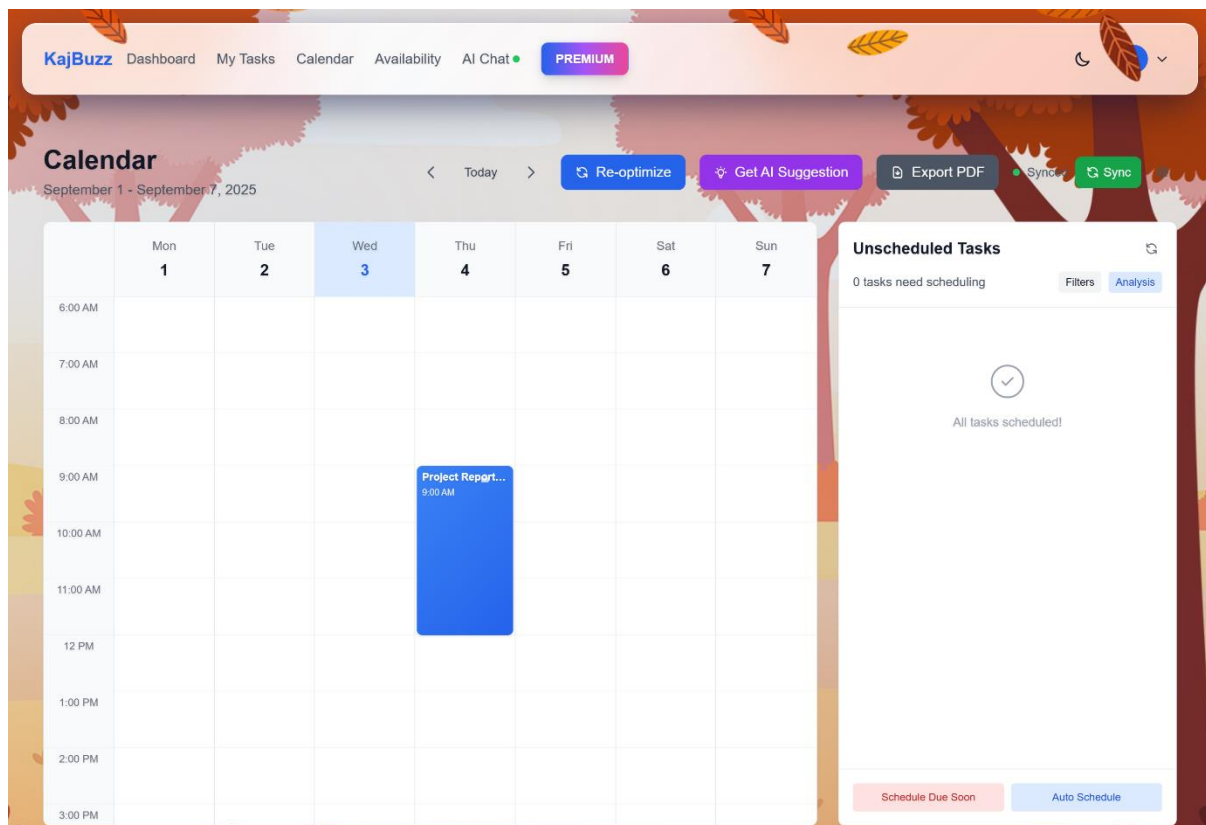 KajBuzz Dashboard My Tasks Calendar Availability AI Chat PREMIUM
Calendar
September 1 - September 7, 2025
Today Re-optimize Get AI Suggestion Export PDF Sync
Mon Tue Wed Thu Fri Sat Sun
1 2 3 4 5 6 7
6:00 AM
7:00 AM
8:00 AM
9:00 AM
10:00 AM
11:00 AM
12 PM
1:00 PM
2:00 PM
3:00 PM
Project Report...
9:00 AM
Unscheduled Tasks
0 tasks need scheduling Filters Analysis
All tasks scheduled!
Schedule Due Soon Auto Schedule